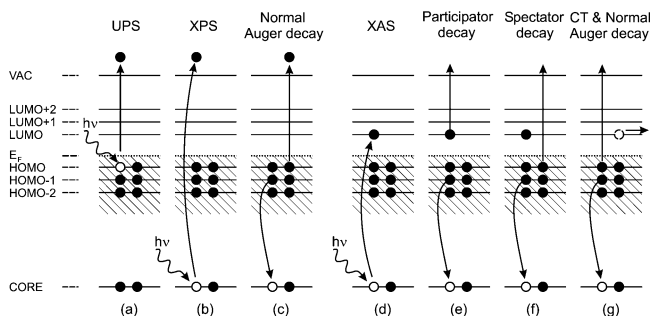 UPS
XPS
Normal
Auger decay
XAS
Participator
decay
Spectator
decay
CT & Normal
Auger decay
VAC
LUMO+2
LUMO+1
LUMO
hν
E_F
HOMO
HOMO-1
HOMO-2
hν
hν
CORE
(a)
(b)
(c)
(d)
(e)
(f)
(g)